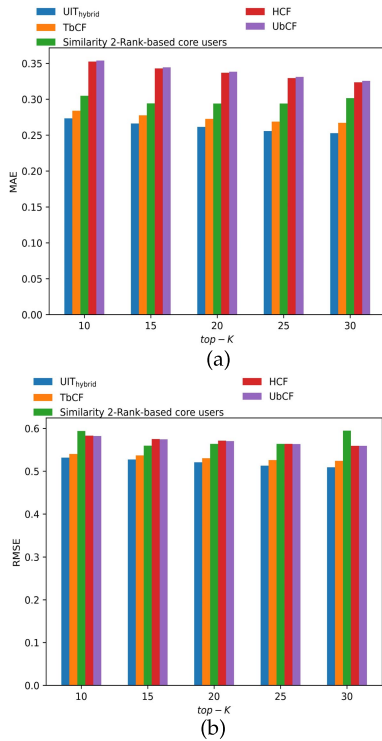 UIT_hybrid HCF
TbCF UbCF
Similarity 2-Rank-based core users
0.35
0.30
0.25
0.20
0.15
0.10
0.05
0.00
MAE
10 15 20 25 30
top − K
(a)
UIT_hybrid HCF
TbCF UbCF
Similarity 2-Rank-based core users
0.6
0.5
0.4
0.3
0.2
0.1
0.0
RMSE
10 15 20 25 30
top − K
(b)